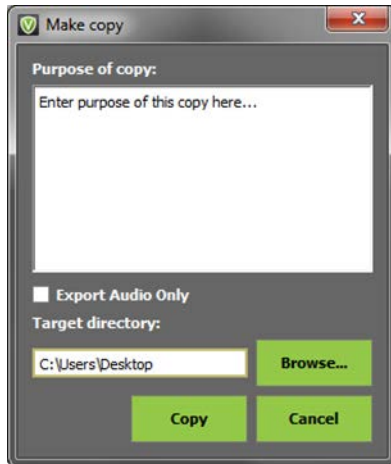 Make copy
Purpose of copy:
Enter purpose of this copy here...
Export Audio Only
Target directory:
C:\Users\Desktop
Browse...
Copy
Cancel